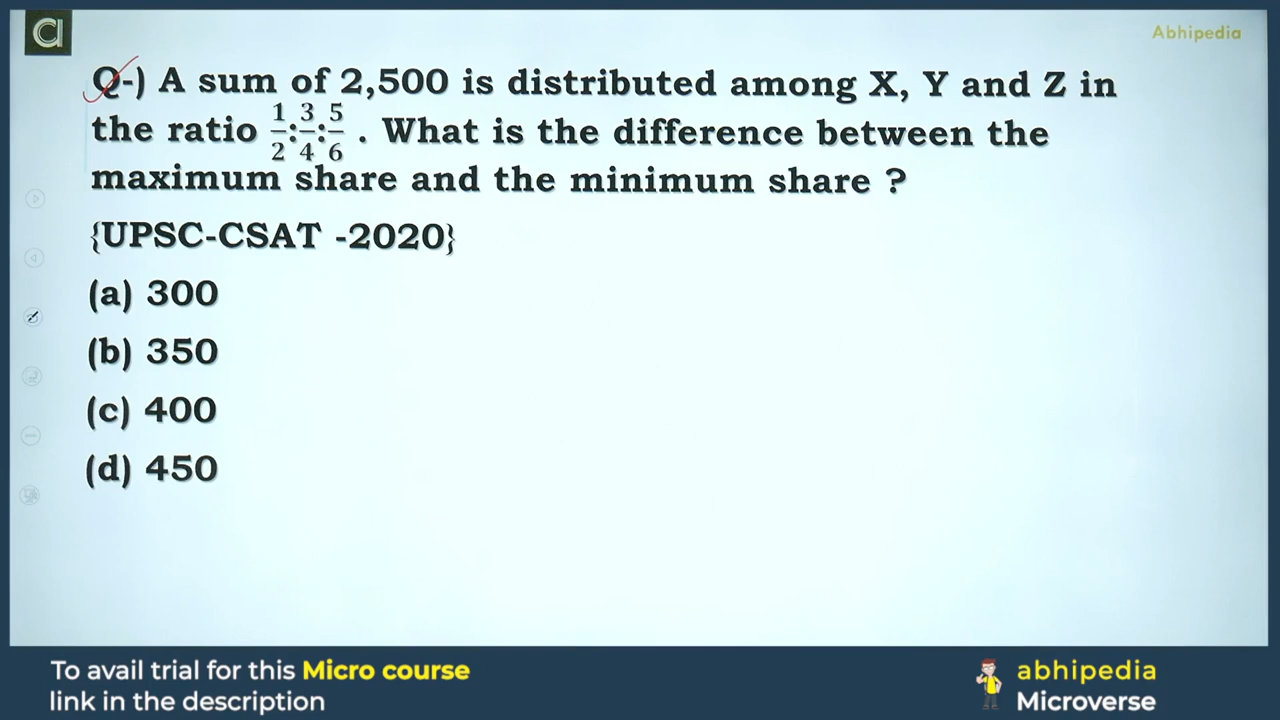 a
Abhipedia
Q-) A sum of 2,500 is distributed among X, Y and Z in
the ratio 1/2:3/4:5/6 . What is the difference between the
maximum share and the minimum share ?
{UPSC-CSAT -2020}
(a) 300
(b) 350
(c) 400
(d) 450
To avail trial for this Micro course
link in the description
abhipedia
Microverse